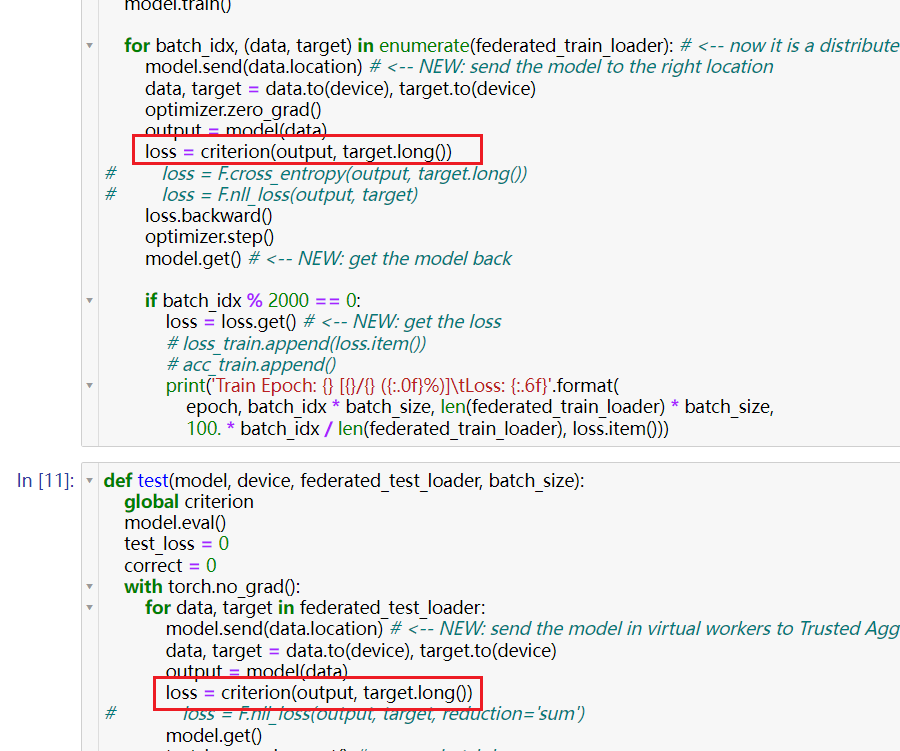 model.train()
for batch_idx, (data, target) in enumerate(federated_train_loader): # <-- now it is a distribute
model.send(data.location) # <-- NEW: send the model to the right location
data, target = data.to(device), target.to(device)
optimizer.zero_grad()
output = model(data)
loss = criterion(output, target.long())
# loss = F.cross_entropy(output, target.long())
# loss = F.nll_loss(output, target)
loss.backward()
optimizer.step()
model.get() # <-- NEW: get the model back
if batch_idx % 2000 == 0:
loss = loss.get() # <-- NEW: get the loss
# loss_train.append(loss.item())
# acc_train.append()
print('Train Epoch: {} [{}/{} ({:.0f}%)]\tLoss: {:.6f}'.format(
epoch, batch_idx * batch_size, len(federated_train_loader) * batch_size,
100. * batch_idx / len(federated_train_loader), loss.item()))
In [11]: def test(model, device, federated_test_loader, batch_size):
global criterion
model.eval()
test_loss = 0
correct = 0
with torch.no_grad():
for data, target in federated_test_loader:
model.send(data.location) # <-- NEW: send the model in virtual workers to Trusted Agg
data, target = data.to(device), target.to(device)
output = model(data)
loss = criterion(output, target.long())
# loss = F.nll_loss(output, target, reduction='sum')
model.get()